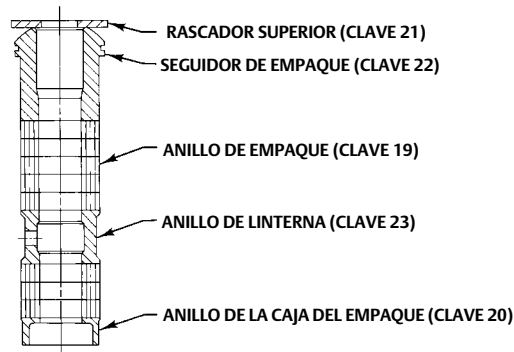 RASCADOR SUPERIOR (CLAVE 21)
SEGUIDOR DE EMPAQUE (CLAVE 22)
ANILLO DE EMPAQUE (CLAVE 19)
ANILLO DE LINTERNA (CLAVE 23)
ANILLO DE LA CAJA DEL EMPAQUE (CLAVE 20)